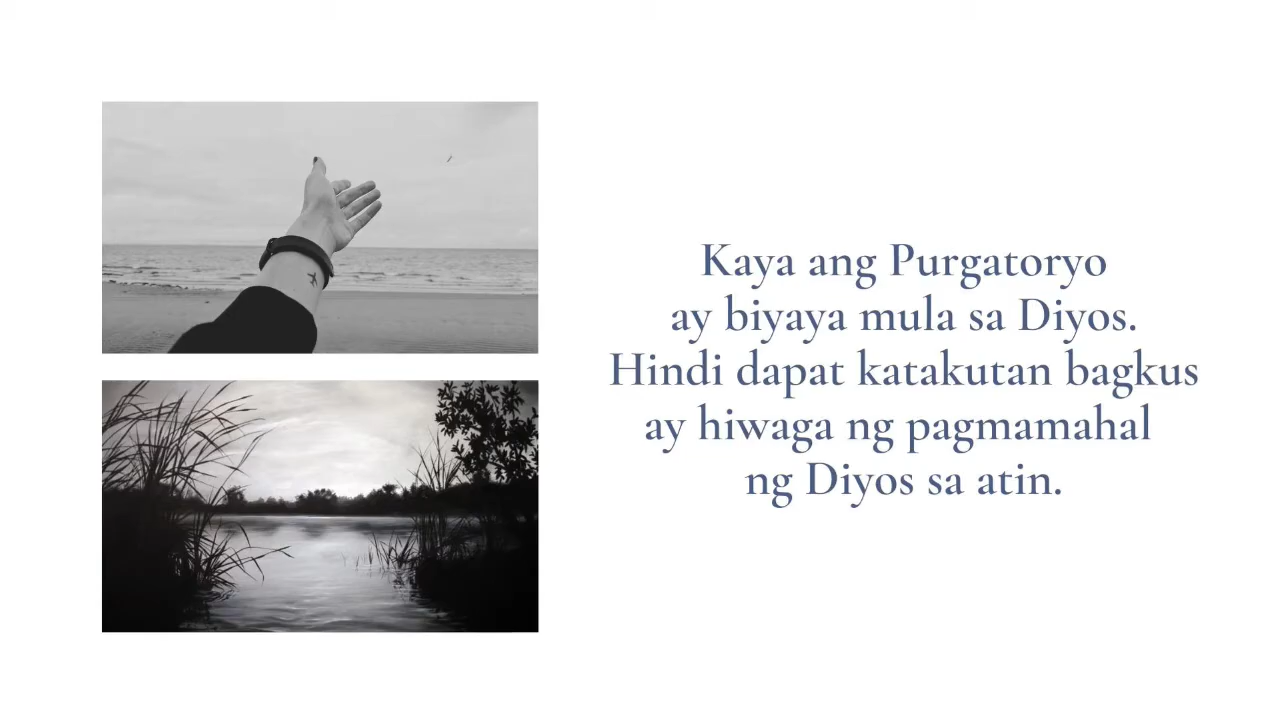 Kaya ang Purgatoryo
ay biyaya mula sa Diyos.
Hindi dapat katakutan bagkus
ay hiwaga ng pagmamahal
ng Diyos sa atin.